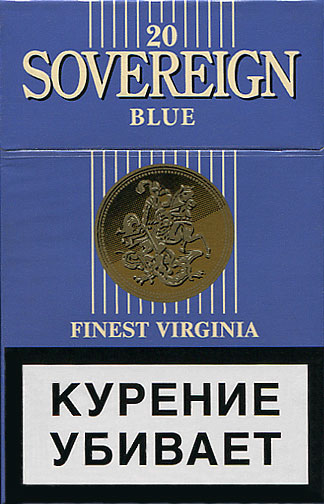 20
SOVEREIGN
BLUE
FINEST VIRGINIA
КУРЕНИЕ
УБИВАЕТ